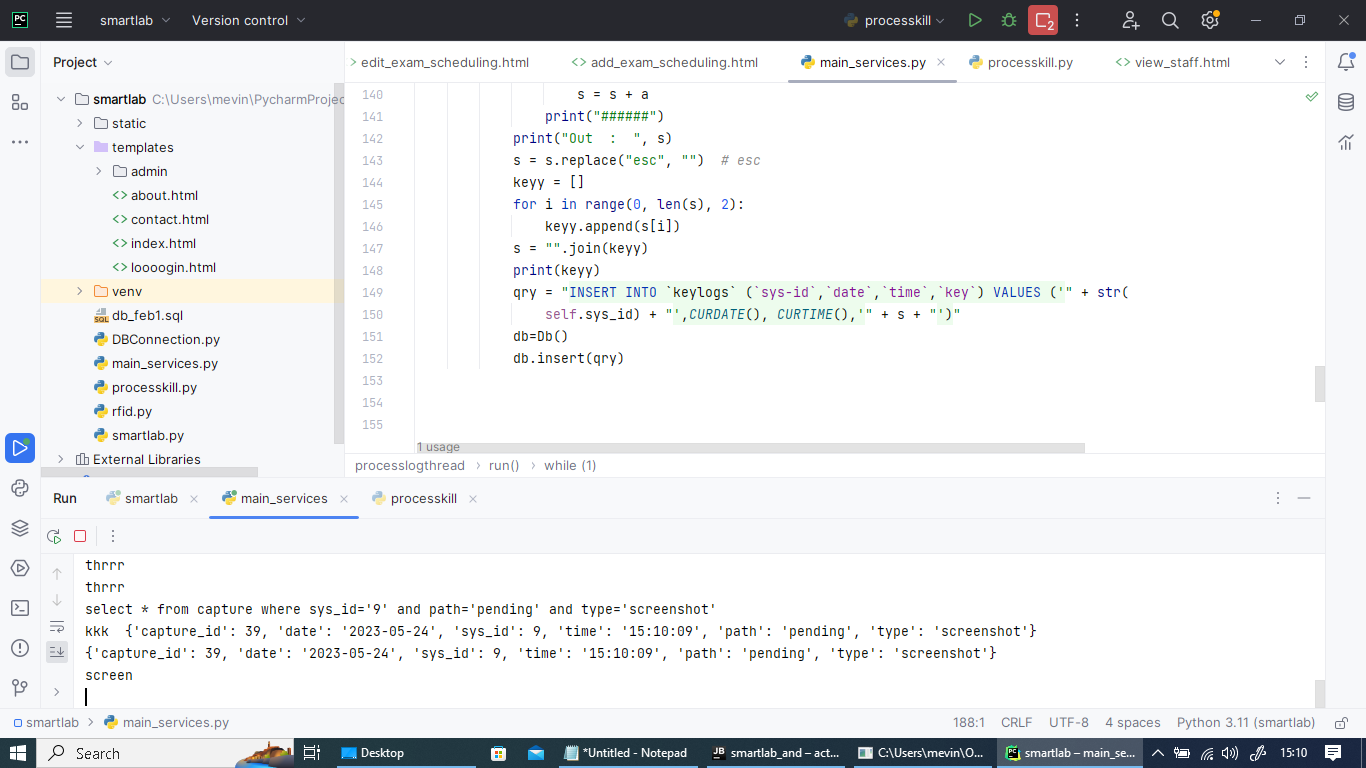 PC
smartlab
Version control
processkill
2
Project
edit_exam_scheduling.html
add_exam_scheduling.html
main_services.py
processkill.py
view_staff.html
smartlab C:\Users\mevin\PycharmProjec
static
templates
admin
about.html
contact.html
index.html
loooogin.html
venv
db_feb1.sql
DBConnection.py
main_services.py
processkill.py
rfid.py
smartlab.py
External Libraries
140 s = s + a
141 print("######")
142 print("Out  :  ", s)
143 s = s.replace("esc", "")  # esc
144 keyy = []
145 for i in range(0, len(s), 2):
146 keyy.append(s[i])
147 s = "".join(keyy)
148 print(keyy)
149 qry = "INSERT INTO `keylogs` (`sys-id`,`date`,`time`,`key`) VALUES ('" + str(
150 self.sys_id) + "',CURDATE(), CURTIME(),'" + s + "')"
151 db=Db()
152 db.insert(qry)
153
154
155
1 usage
processlogthread › run() › while (1)
Run
smartlab
main_services
processkill
thrrr
thrrr
select * from capture where sys_id='9' and path='pending' and type='screenshot'
kkk  {'capture_id': 39, 'date': '2023-05-24', 'sys_id': 9, 'time': '15:10:09', 'path': 'pending', 'type': 'screenshot'}
{'capture_id': 39, 'date': '2023-05-24', 'sys_id': 9, 'time': '15:10:09', 'path': 'pending', 'type': 'screenshot'}
screen
smartlab › main_services.py
188:1 CRLF UTF-8 4 spaces Python 3.11 (smartlab)
Search
Desktop
*Untitled - Notepad
smartlab_and – act...
C:\Users\mevin\O...
smartlab – main_se...
15:10